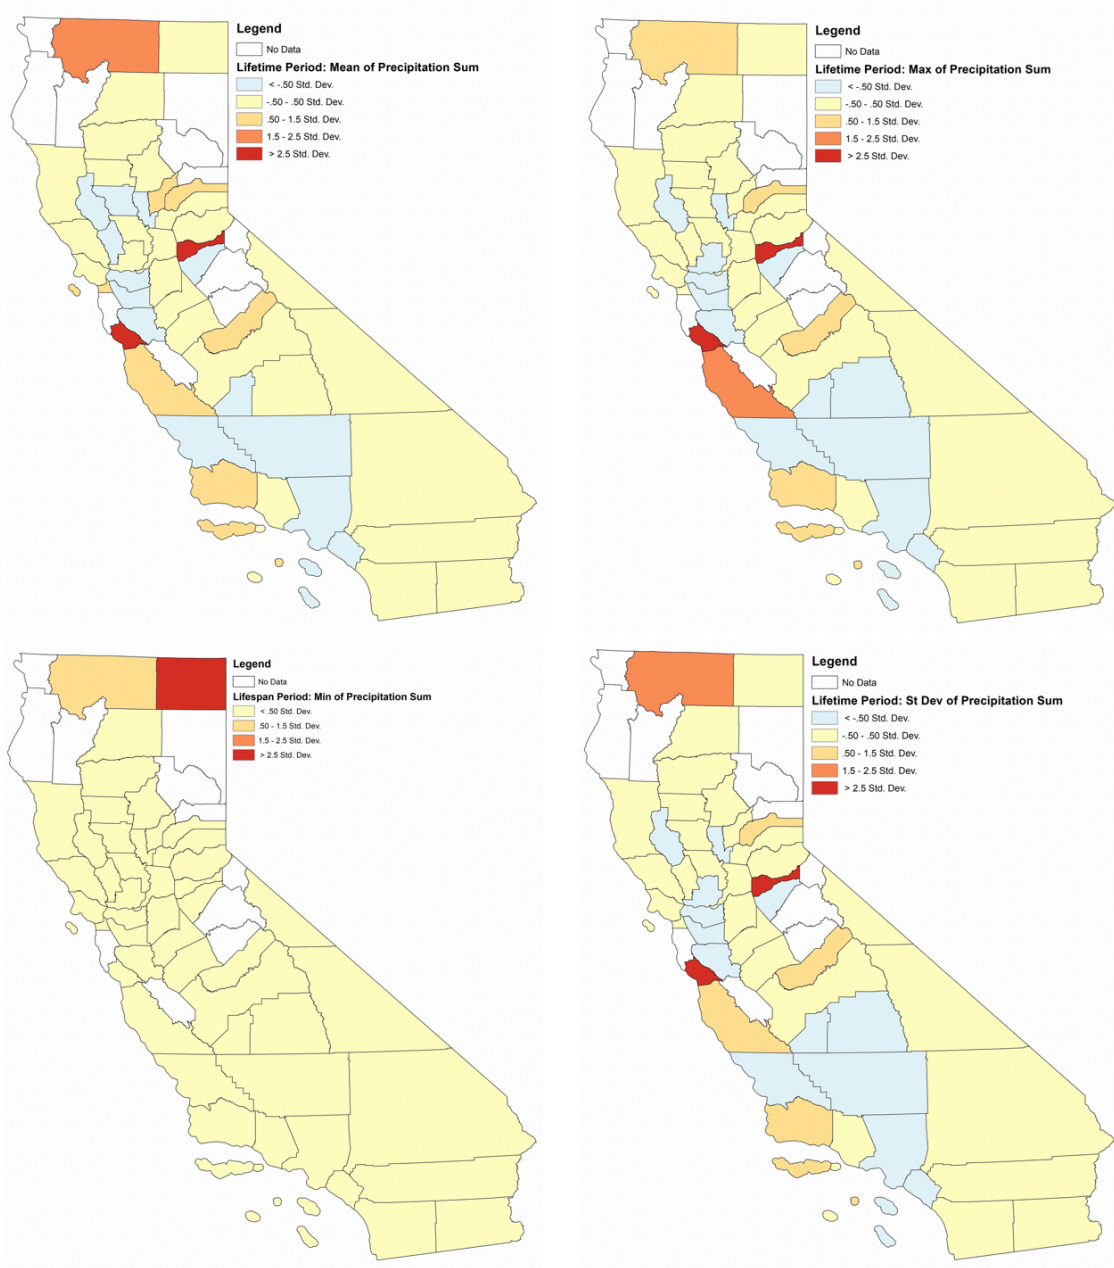 Legend
No Data
Lifetime Period: Mean of Precipitation Sum
< -.50 Std. Dev.
-.50 - .50 Std. Dev.
.50 - 1.5 Std. Dev.
1.5 - 2.5 Std. Dev.
> 2.5 Std. Dev.
Legend
No Data
Lifetime Period: Max of Precipitation Sum
< -.50 Std. Dev.
-.50 - .50 Std. Dev.
.50 - 1.5 Std. Dev.
1.5 - 2.5 Std. Dev.
> 2.5 Std. Dev.
Legend
No Data
Lifespan Period: Min of Precipitation Sum
< .50 Std. Dev.
.50 - 1.5 Std. Dev.
1.5 - 2.5 Std. Dev.
> 2.5 Std. Dev.
Legend
No Data
Lifetime Period: St Dev of Precipitation Sum
< -.50 Std. Dev.
-.50 - .50 Std. Dev.
.50 - 1.5 Std. Dev.
1.5 - 2.5 Std. Dev.
> 2.5 Std. Dev.